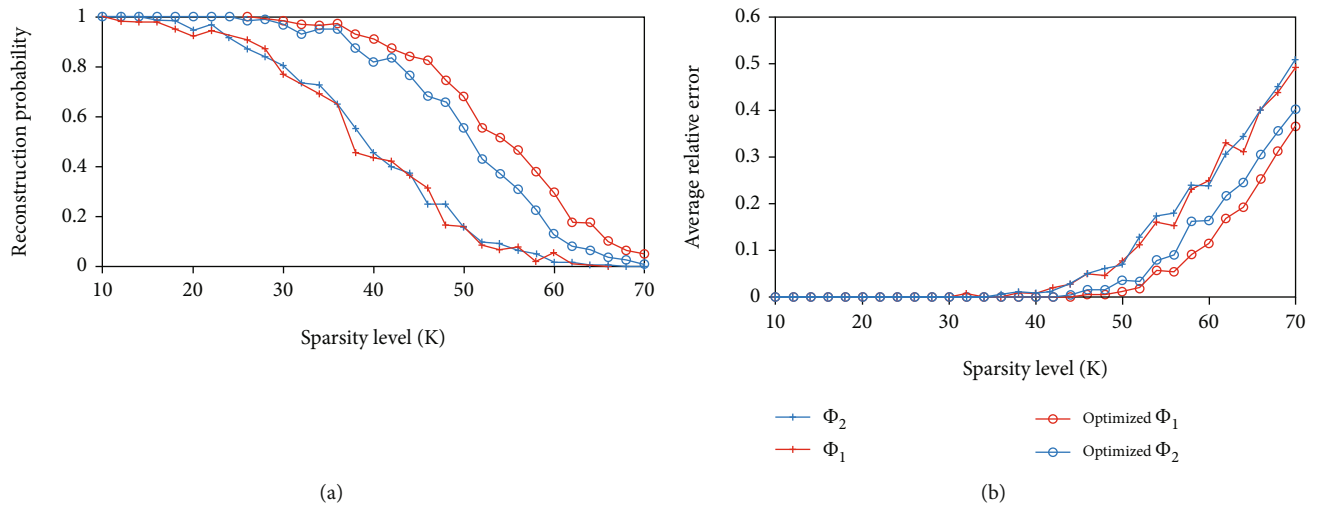 1
0.8
0.6
0.4
0.2
0
Reconstruction probability
10 20 30 40 50 60 70
Sparsity level (K)
(a)
0.6
0.5
0.4
0.3
0.2
0.1
0
Average relative error
10 20 30 40 50 60 70
Sparsity level (K)
Φ2
Φ1
Optimized Φ1
Optimized Φ2
(b)